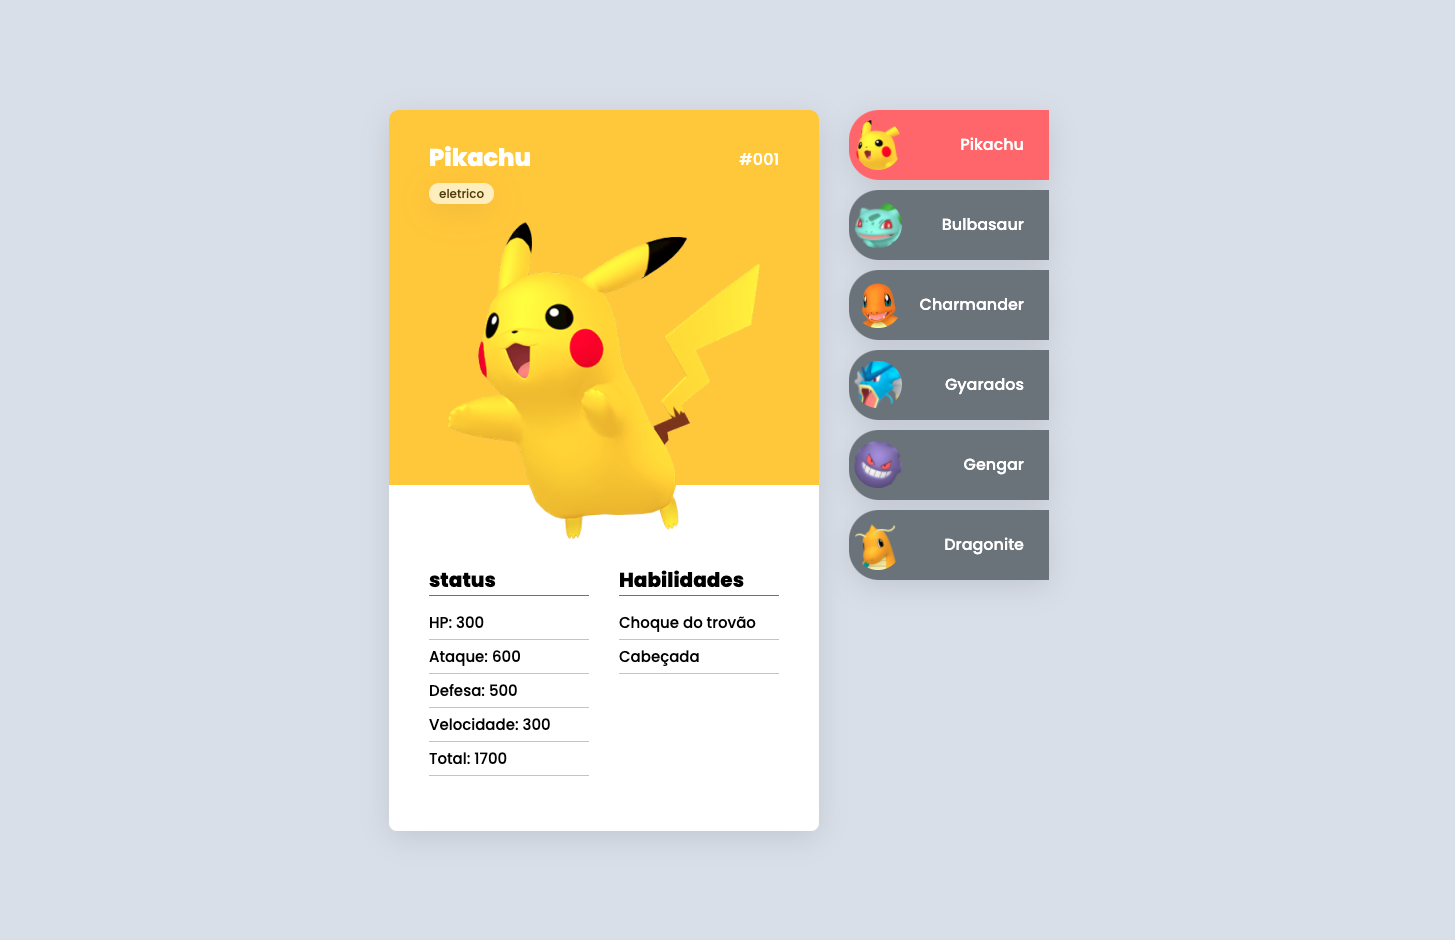 Pikachu
#001
eletrico
status
HP: 300
Ataque: 600
Defesa: 500
Velocidade: 300
Total: 1700
Habilidades
Choque do trovão
Cabeçada
Pikachu
Bulbasaur
Charmander
Gyarados
Gengar
Dragonite